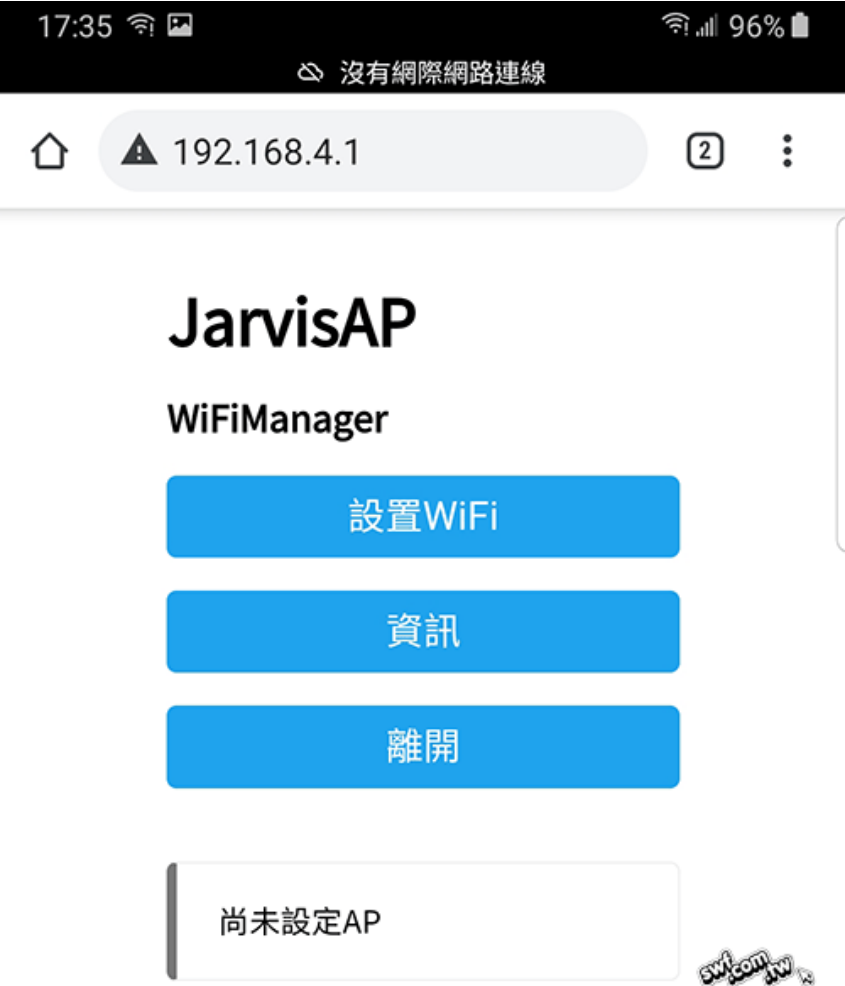 17:35
96%
沒有網際網路連線
192.168.4.1
2
JarvisAP
WiFiManager
設置WiFi
資訊
離開
尚未設定AP
swf.com.tw